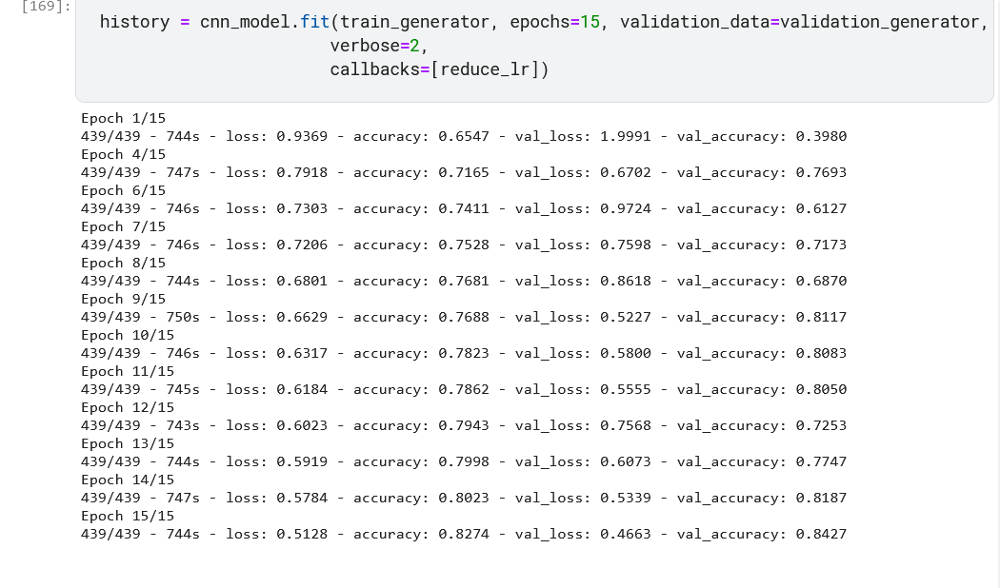 [169]:
history = cnn_model.fit(train_generator, epochs=15, validation_data=validation_generator,
verbose=2,
callbacks=[reduce_lr])
Epoch 1/15
439/439 - 744s - loss: 0.9369 - accuracy: 0.6547 - val_loss: 1.9991 - val_accuracy: 0.3980
Epoch 4/15
439/439 - 747s - loss: 0.7918 - accuracy: 0.7165 - val_loss: 0.6702 - val_accuracy: 0.7693
Epoch 6/15
439/439 - 746s - loss: 0.7303 - accuracy: 0.7411 - val_loss: 0.9724 - val_accuracy: 0.6127
Epoch 7/15
439/439 - 746s - loss: 0.7206 - accuracy: 0.7528 - val_loss: 0.7598 - val_accuracy: 0.7173
Epoch 8/15
439/439 - 744s - loss: 0.6801 - accuracy: 0.7681 - val_loss: 0.8618 - val_accuracy: 0.6870
Epoch 9/15
439/439 - 750s - loss: 0.6629 - accuracy: 0.7688 - val_loss: 0.5227 - val_accuracy: 0.8117
Epoch 10/15
439/439 - 746s - loss: 0.6317 - accuracy: 0.7823 - val_loss: 0.5800 - val_accuracy: 0.8083
Epoch 11/15
439/439 - 745s - loss: 0.6184 - accuracy: 0.7862 - val_loss: 0.5555 - val_accuracy: 0.8050
Epoch 12/15
439/439 - 743s - loss: 0.6023 - accuracy: 0.7943 - val_loss: 0.7568 - val_accuracy: 0.7253
Epoch 13/15
439/439 - 744s - loss: 0.5919 - accuracy: 0.7998 - val_loss: 0.6073 - val_accuracy: 0.7747
Epoch 14/15
439/439 - 747s - loss: 0.5784 - accuracy: 0.8023 - val_loss: 0.5339 - val_accuracy: 0.8187
Epoch 15/15
439/439 - 744s - loss: 0.5128 - accuracy: 0.8274 - val_loss: 0.4663 - val_accuracy: 0.8427